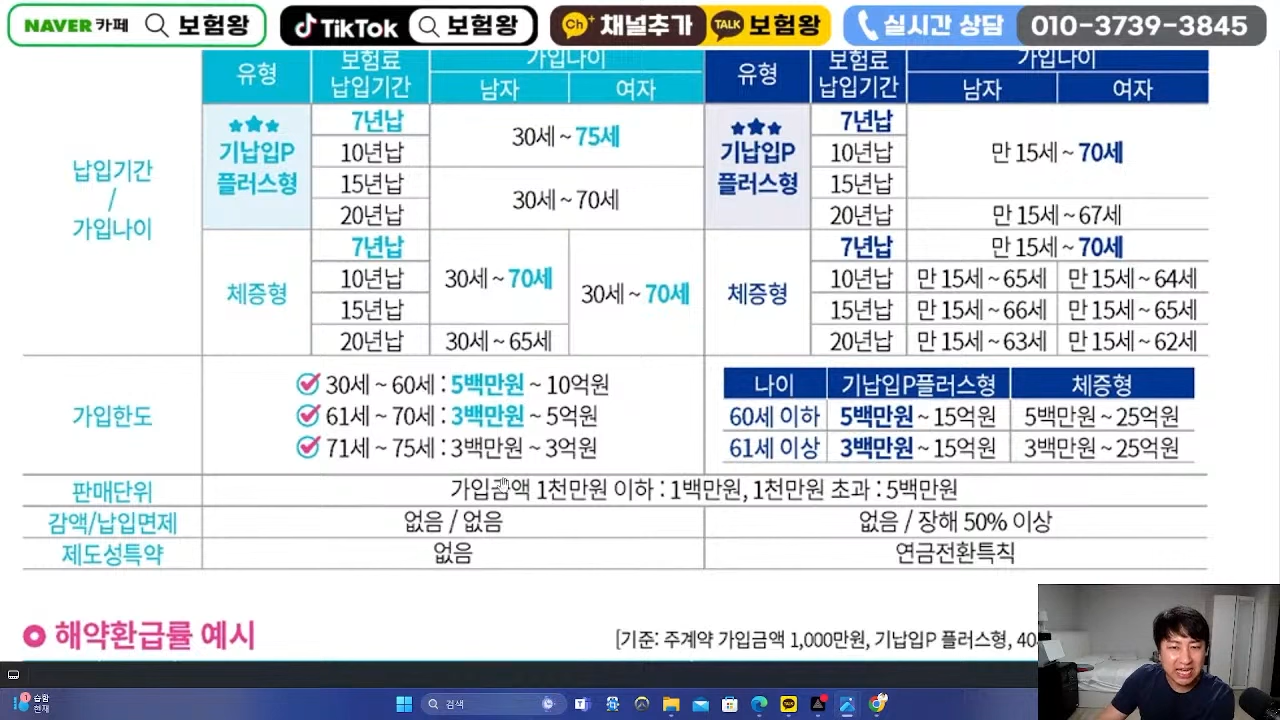 NAVER 카페 보험왕 TikTok 보험왕 Ch+ 채널추가 TALK 보험왕 실시간 상담 010-3739-3845
유형 보험료 납입기간 가입나이 유형 보험료 납입기간 가입나이
남자 여자 남자 여자
납입기간 / 가입나이
기납입P 플러스형
7년납 30세 ~ 75세
10년납
15년납 30세 ~ 70세
20년납
체증형
7년납 30세 ~ 70세 30세 ~ 70세
10년납
15년납
20년납 30세 ~ 65세
기납입P 플러스형
7년납 만 15세 ~ 70세
10년납
15년납
20년납 만 15세 ~ 67세
체증형
7년납 만 15세 ~ 70세
10년납 만 15세 ~ 65세 만 15세 ~ 64세
15년납 만 15세 ~ 66세 만 15세 ~ 65세
20년납 만 15세 ~ 63세 만 15세 ~ 62세
가입한도
30세 ~ 60세 : 5백만원 ~ 10억원
61세 ~ 70세 : 3백만원 ~ 5억원
71세 ~ 75세 : 3백만원 ~ 3억원
나이 기납입P플러스형 체증형
60세 이하 5백만원 ~ 15억원 5백만원 ~ 25억원
61세 이상 3백만원 ~ 15억원 3백만원 ~ 25억원
판매단위 가입금액 1천만원 이하 : 1백만원, 1천만원 초과 : 5백만원
감액/납입면제 없음 / 없음 없음 / 장해 50% 이상
제도성특약 없음 연금전환특칙
해약환급률 예시 [기준: 주계약 가입금액 1,000만원, 기납입P 플러스형, 40
검색